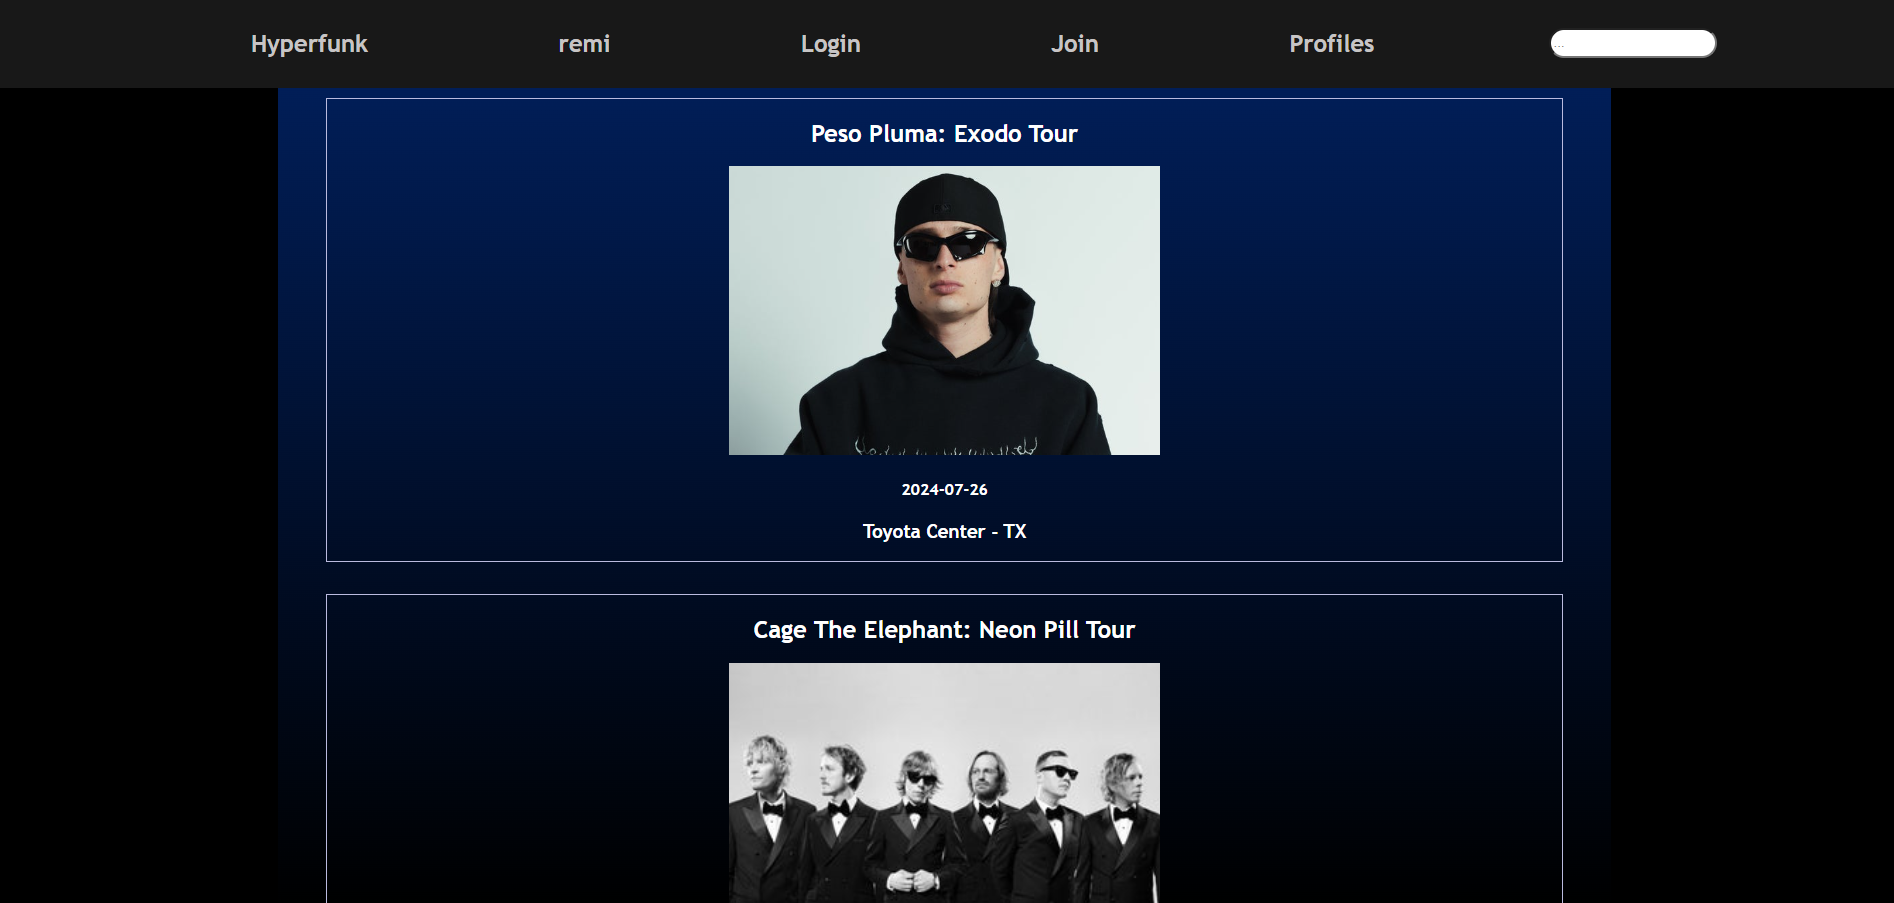 Hyperfunk remi Login Join Profiles ...
Peso Pluma: Exodo Tour
2024-07-26
Toyota Center - TX
Cage The Elephant: Neon Pill Tour